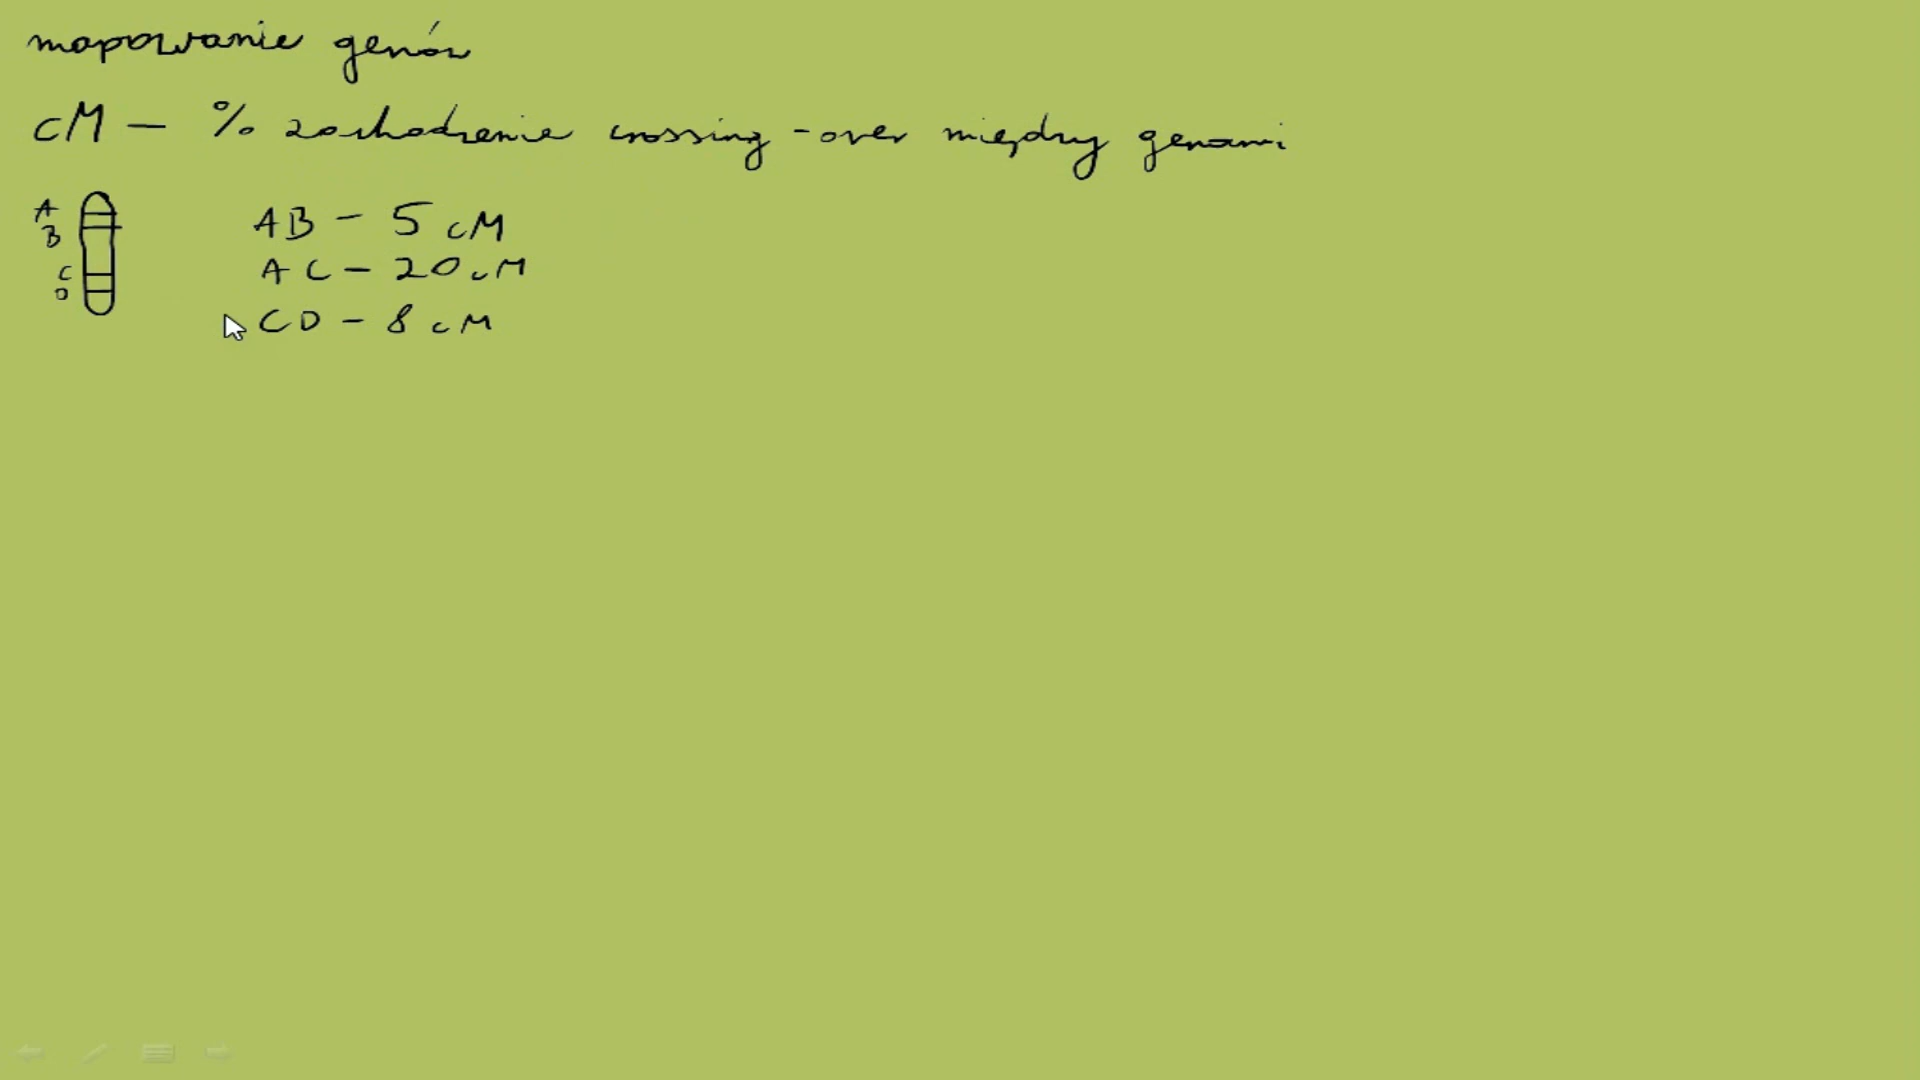 mapowanie genów
cM - % zachodzenie crossing-over między genami
A
B
C
D
AB - 5 cM
AC - 20 cM
CD - 8 cM